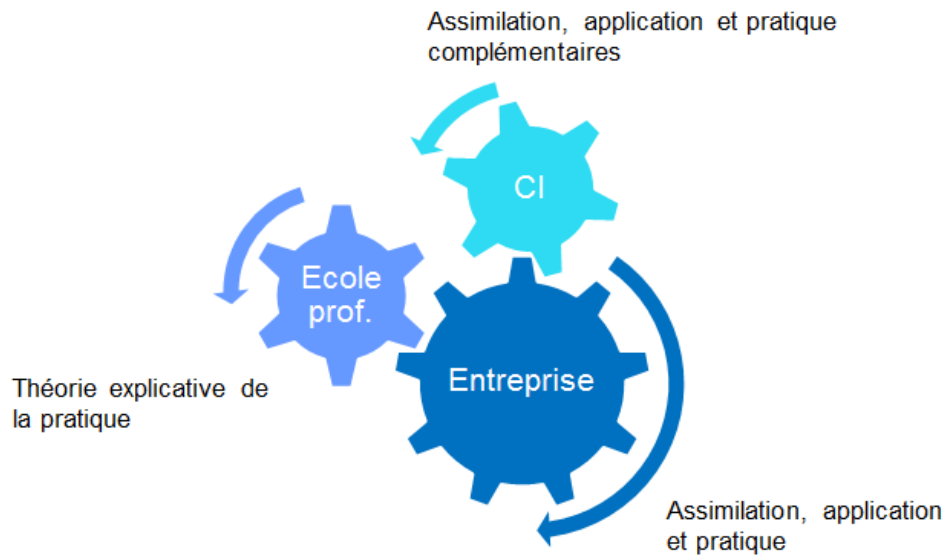 Assimilation, application et pratique
complémentaires
CI
Ecole
prof.
Entreprise
Théorie explicative de
la pratique
Assimilation, application
et pratique